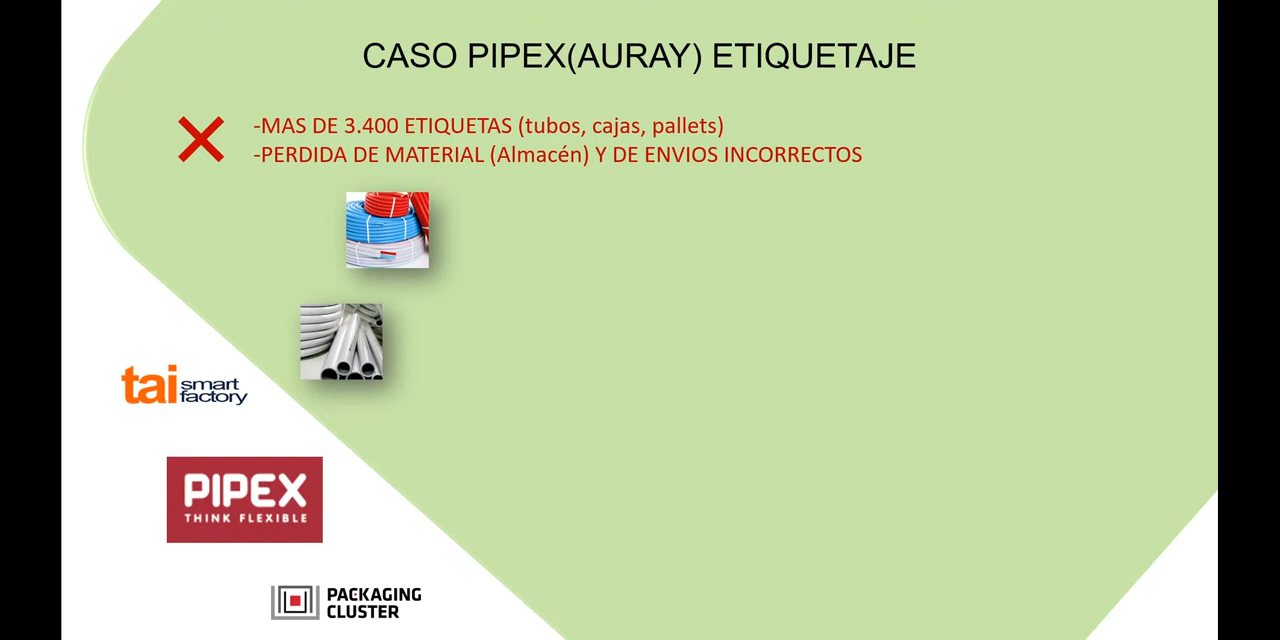 CASO PIPEX(AURAY) ETIQUETAJE
-MAS DE 3.400 ETIQUETAS (tubos, cajas, pallets)
-PERDIDA DE MATERIAL (Almacén) Y DE ENVIOS INCORRECTOS
tai smart factory
PIPEX
THINK FLEXIBLE
PACKAGING
CLUSTER